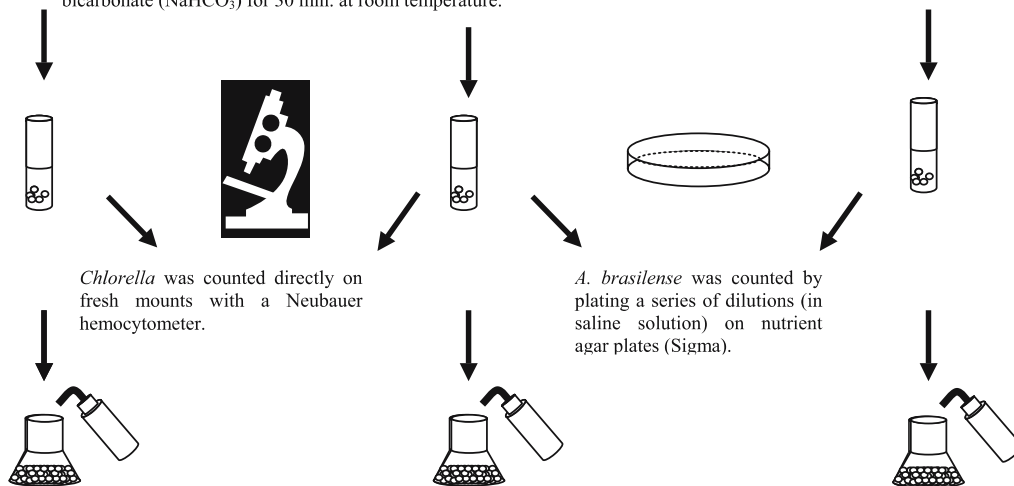 bicarbonate (NaHCO3) for 30 min. at room temperature.
Chlorella was counted directly on
fresh mounts with a Neubauer
hemocytometer.
A. brasilense was counted by
plating a series of dilutions (in
saline solution) on nutrient
agar plates (Sigma).